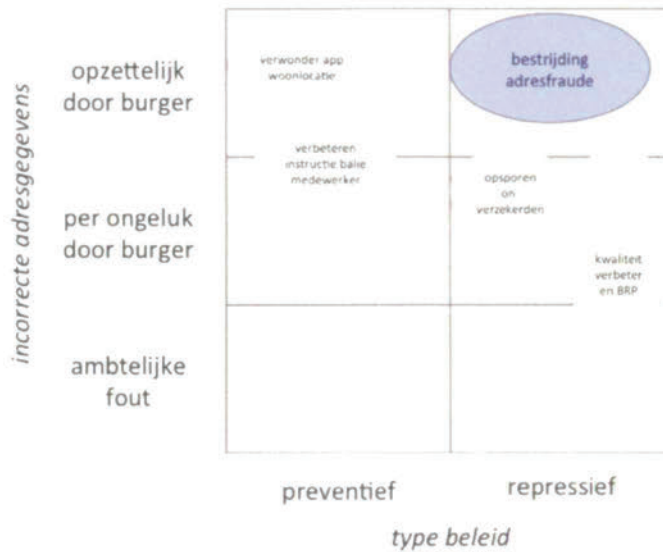 incorrecte adresgegevens
opzettelijk
door burger
verwonder app
woonlocatie
bestrijding
adresfraude
verbeteren
instructie balie
medewerker
per ongeluk
door burger
opsporen
on
verzekerden
kwaliteit
verbeter
en BRP
ambtelijke
fout
preventief
repressief
type beleid